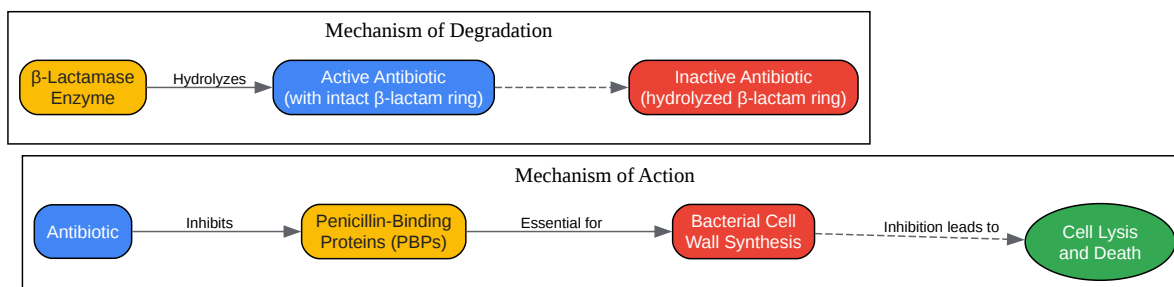 Mechanism of Degradation
β-Lactamase
Enzyme
Hydrolyzes
Active Antibiotic
(with intact β-lactam ring)
Inactive Antibiotic
(hydrolyzed β-lactam ring)
Mechanism of Action
Antibiotic
Inhibits
Penicillin-Binding
Proteins (PBPs)
Essential for
Bacterial Cell
Wall Synthesis
Inhibition leads to
Cell Lysis
and Death